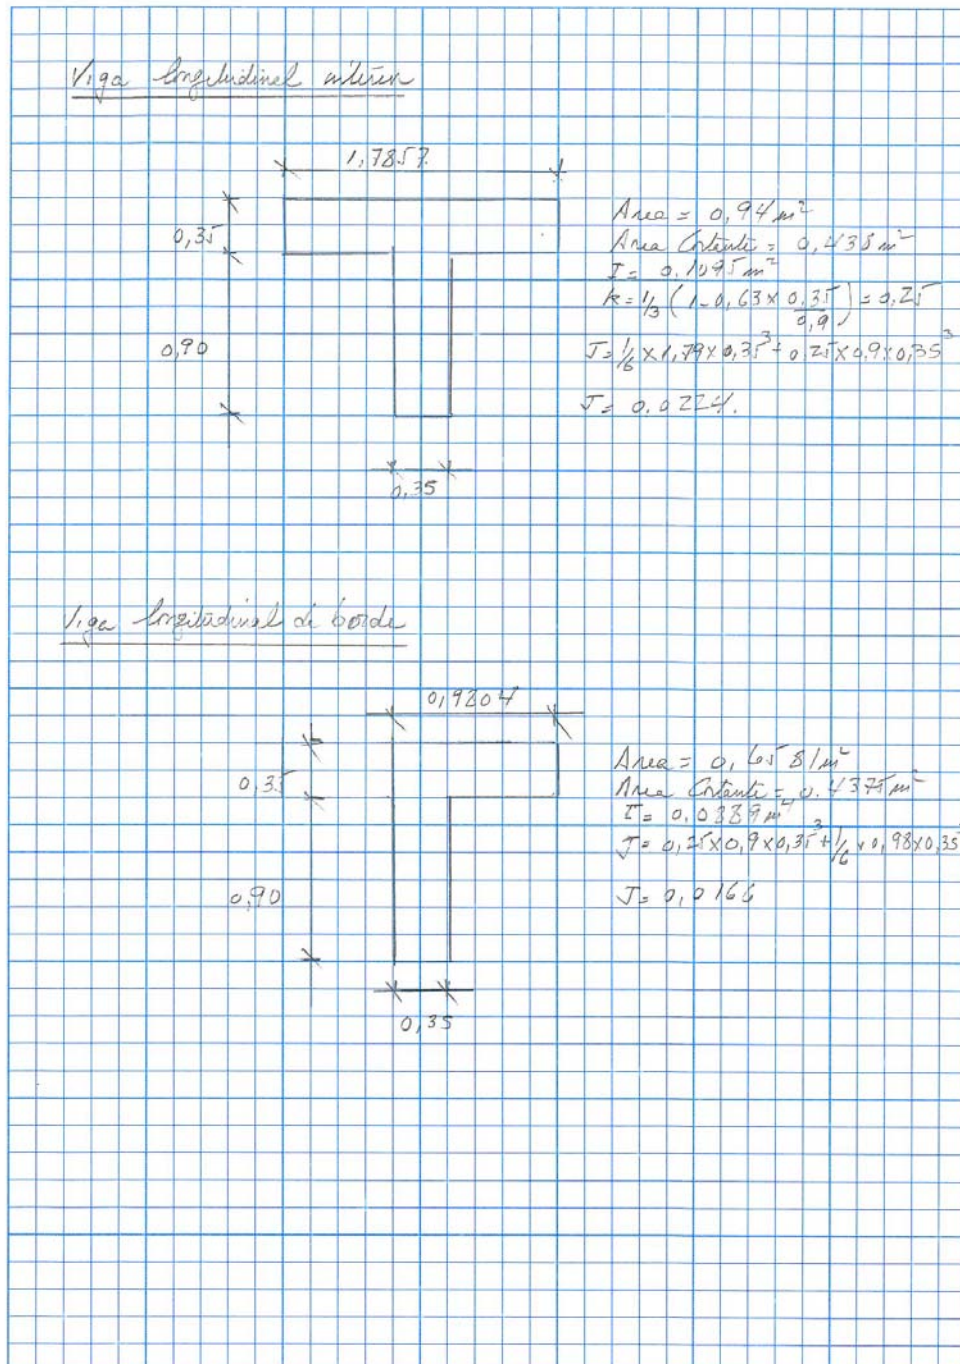 Viga longitudinal interior
1,7857
0,35
0,90
0,35
Area = 0,94 m²
Area Cortante = 0,438 m²
I = 0.1095 m²
k = 1/3 (1-0,63 x 0,35/0,9) = 0,25
J = 1/6 x 1,79 x 0,35³ + 0,25 x 0,9 x 0,35³
J = 0.0224.
Viga longitudinal de borde
0,9804
0,35
0,90
0,35
Area = 0,6581 m²
Area Cortante = 0.4375 m²
I = 0.0889 m⁴
J = 0,25 x 0,9 x 0,35³ + 1/6 x 0,98 x 0,35³
J = 0,0166